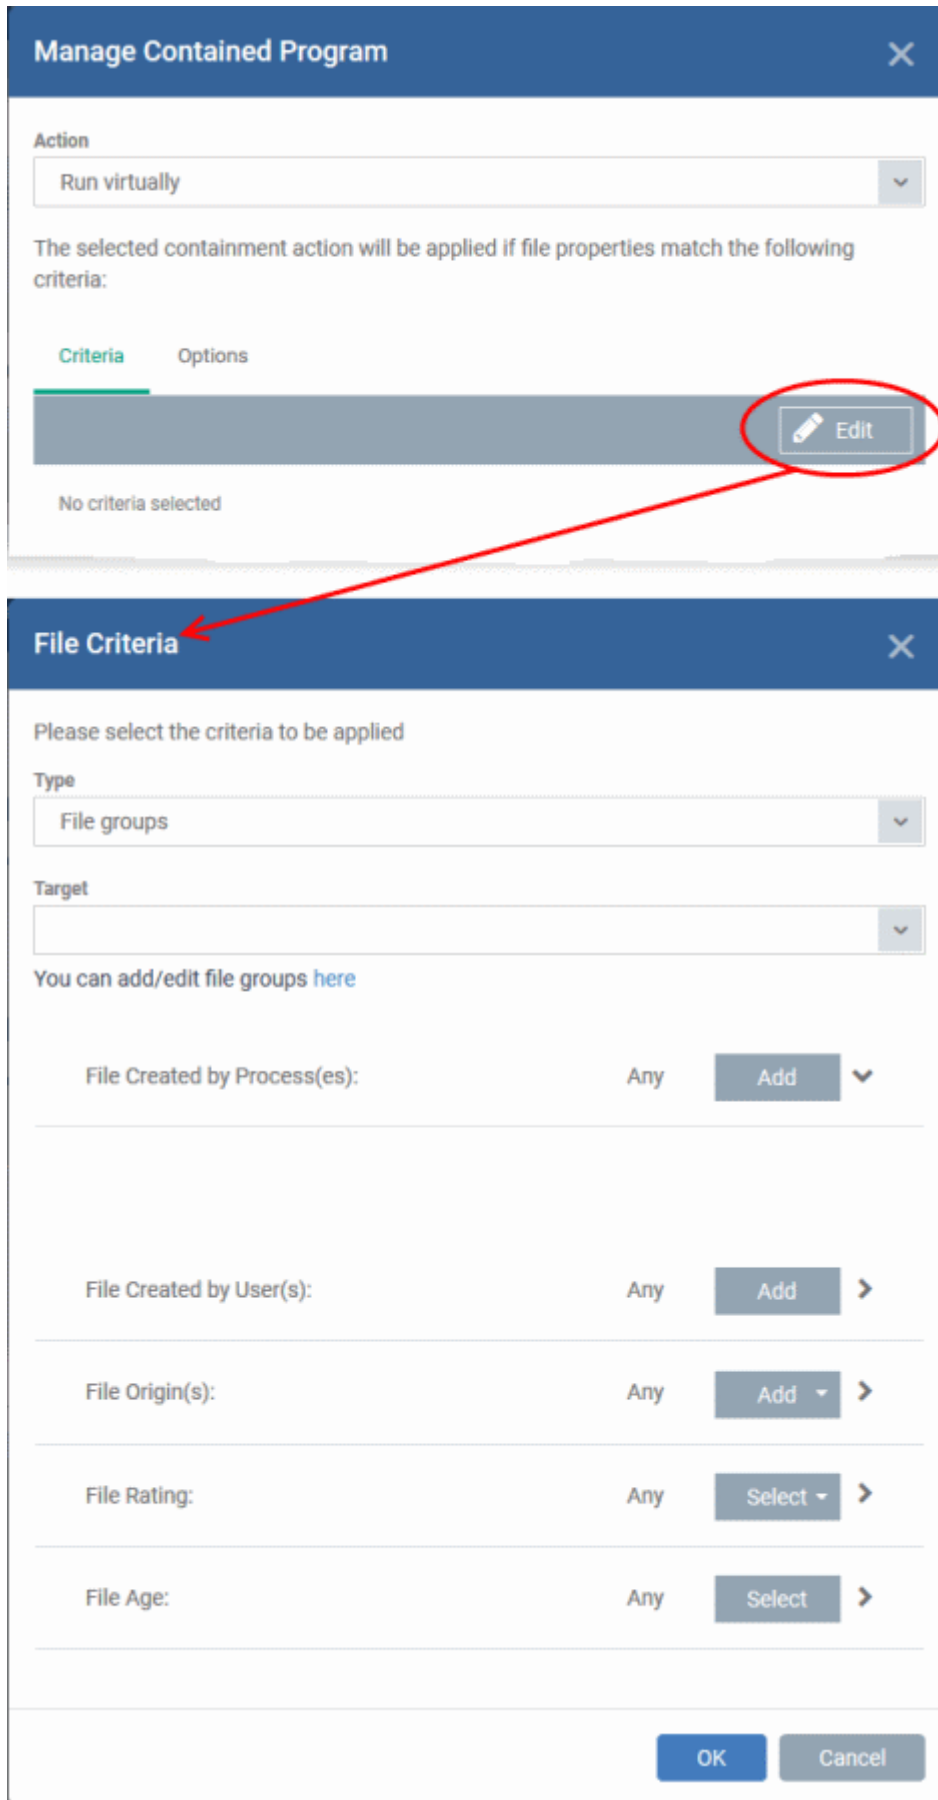 Manage Contained Program
Action
Run virtually
The selected containment action will be applied if file properties match the following
criteria:
Criteria Options
Edit
No criteria selected
File Criteria
Please select the criteria to be applied
Type
File groups
Target
You can add/edit file groups here
File Created by Process(es): Any Add
File Created by User(s): Any Add
File Origin(s): Any Add
File Rating: Any Select
File Age: Any Select
OK Cancel